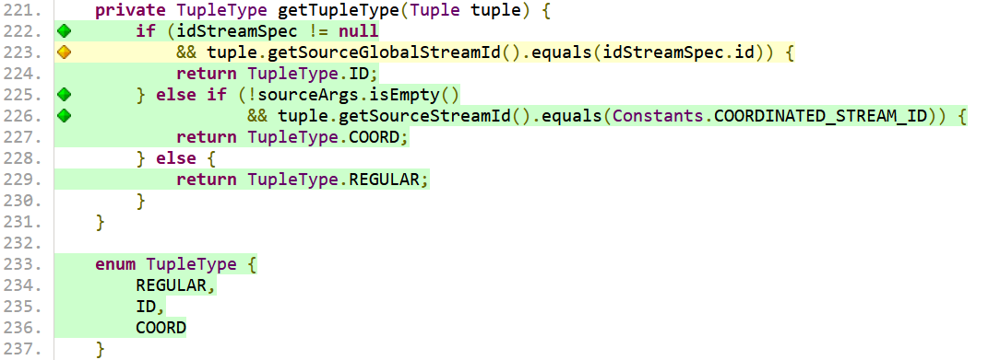 221.    private TupleType getTupleType(Tuple tuple) {
222.        if (idStreamSpec != null
223.            && tuple.getSourceGlobalStreamId().equals(idStreamSpec.id)) {
224.            return TupleType.ID;
225.        } else if (!sourceArgs.isEmpty()
226.                   && tuple.getSourceStreamId().equals(Constants.COORDINATED_STREAM_ID)) {
227.            return TupleType.COORD;
228.        } else {
229.            return TupleType.REGULAR;
230.        }
231.    }
232.
233.    enum TupleType {
234.        REGULAR,
235.        ID,
236.        COORD
237.    }